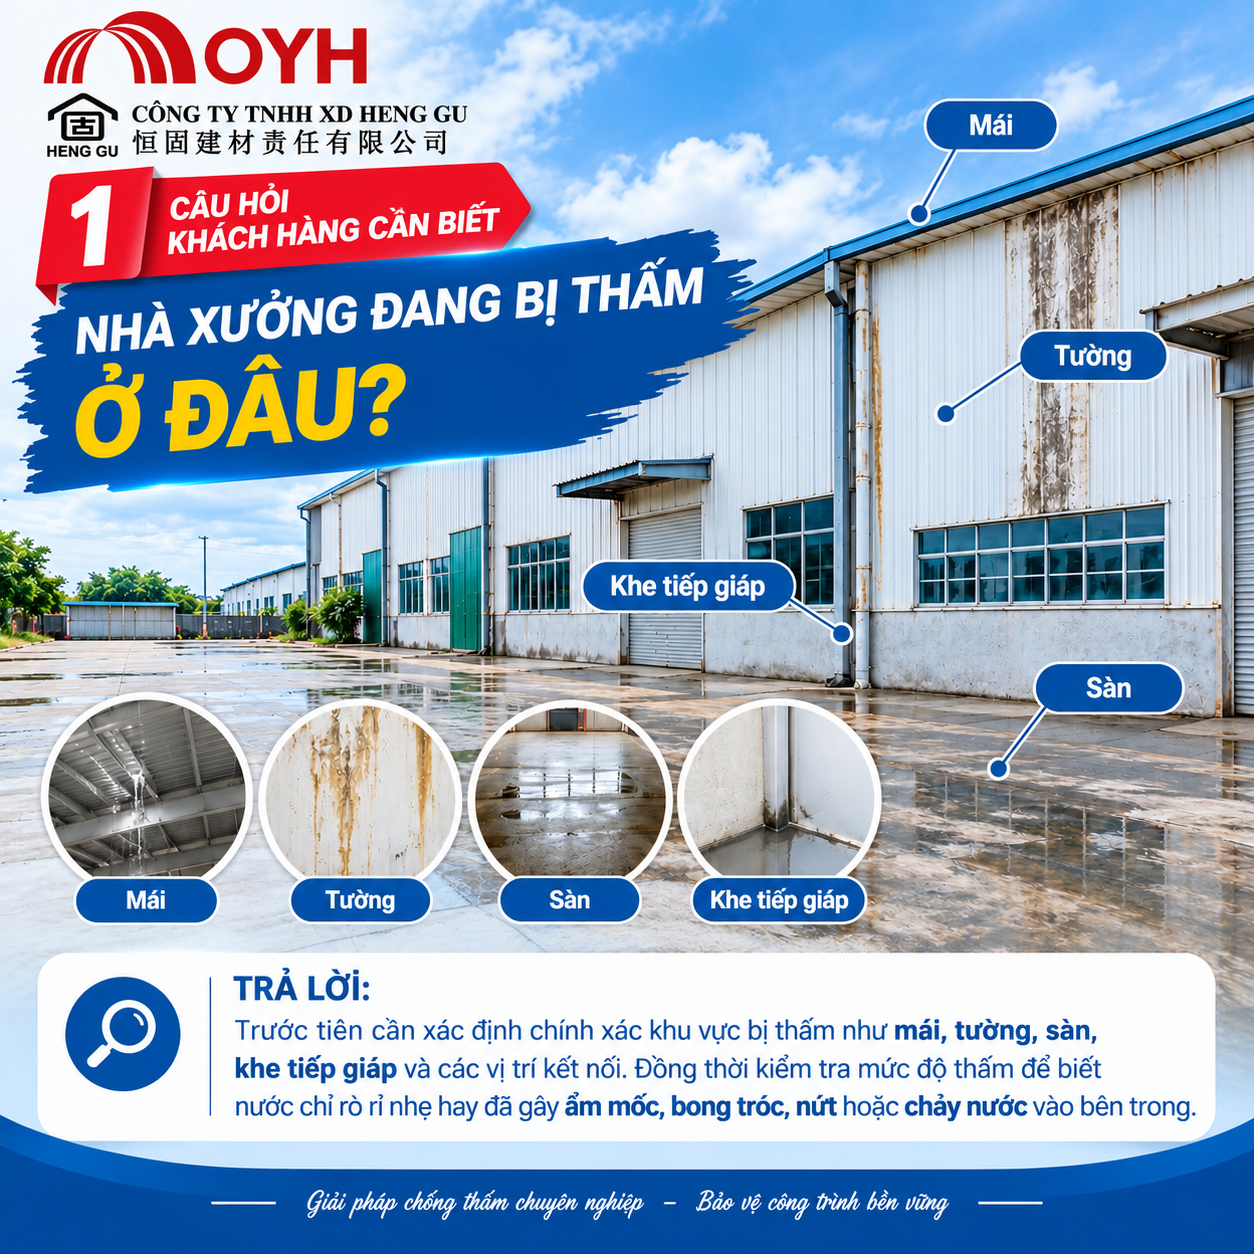 OYH
CÔNG TY TNHH XD HENG GU
固
HENG GU
恒固建材责任有限公司
1
CÂU HỎI
KHÁCH HÀNG CẦN BIẾT
NHÀ XƯỞNG ĐANG BỊ THẤM
Ở ĐÂU?
Mái
Tường
Khe tiếp giáp
Sàn
Mái
Tường
Sàn
Khe tiếp giáp
TRẢ LỜI:
Trước tiên cần xác định chính xác khu vực bị thấm như mái, tường, sàn,
khe tiếp giáp và các vị trí kết nối. Đồng thời kiểm tra mức độ thấm để biết
nước chỉ rò rỉ nhẹ hay đã gây ẩm mốc, bong tróc, nứt hoặc chảy nước vào bên trong.
Giải pháp chống thấm chuyên nghiệp – Bảo vệ công trình bền vững